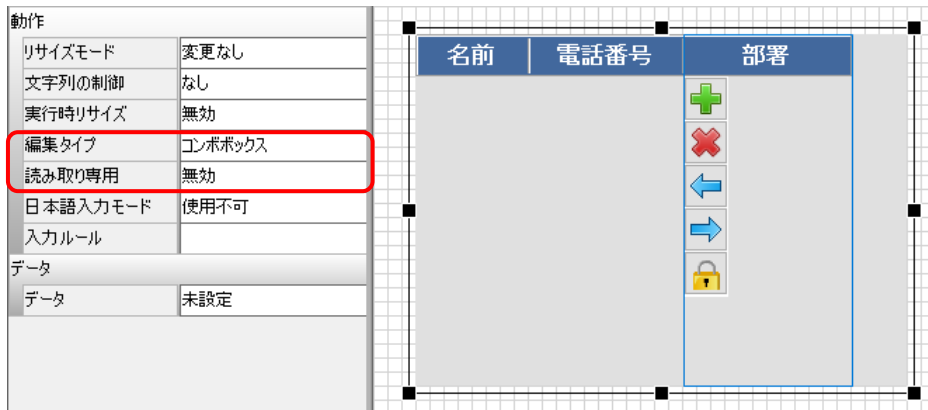 動作
リサイズモード 変更なし
文字列の制御 なし
実行時リサイズ 無効
編集タイプ コンボボックス
読み取り専用 無効
日本語入力モード 使用不可
入力ルール
データ
データ 未設定
名前 電話番号 部署